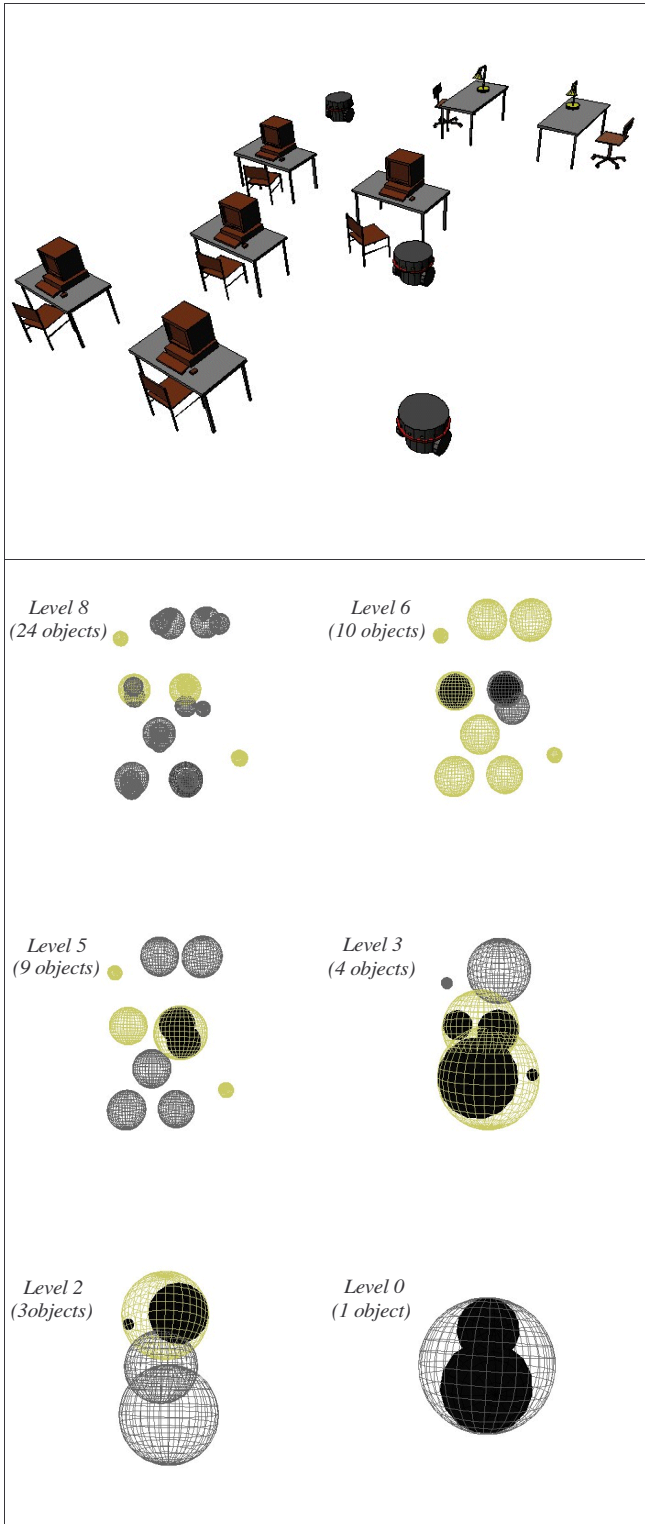 Level 8
(24 objects)
Level 6
(10 objects)
Level 5
(9 objects)
Level 3
(4 objects)
Level 2
(3objects)
Level 0
(1 object)